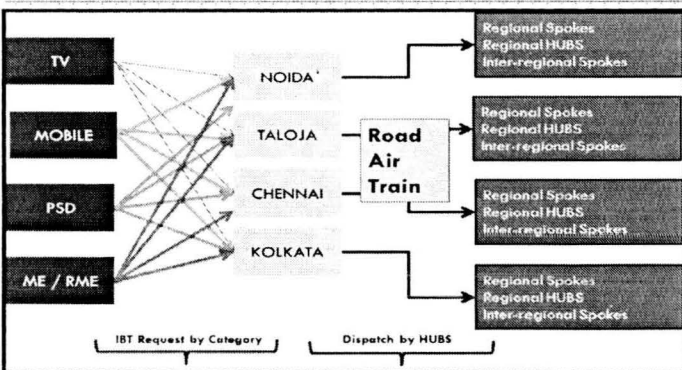 TV
MOBILE
PSD
ME / RME
NOIDA
TALOJA
CHENNAI
KOLKATA
Road
Air
Train
Regional Spokes
Regional HUBS
Inter-regional Spokes
Regional Spokes
Regional HUBS
Inter-regional Spokes
Regional Spokes
Regional HUBS
Inter-regional Spokes
Regional Spokes
Regional HUBS
Inter-regional Spokes
IBT Request by Category
Dispatch by HUBS